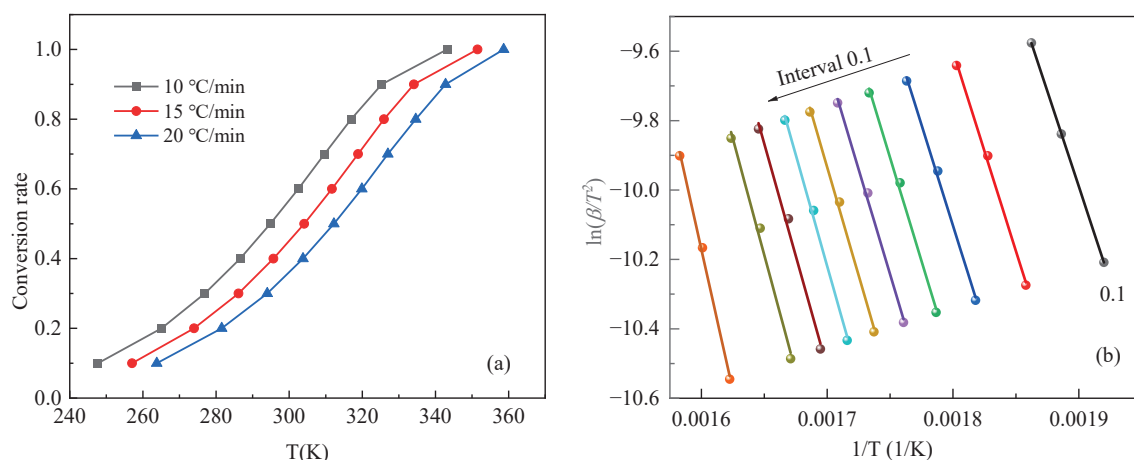 1.0
0.8
0.6
0.4
0.2
0.0
Conversion rate
10 ℃/min
15 ℃/min
20 ℃/min
(a)
240
260
280
300
320
340
360
T(K)
−9.6
−9.8
−10.0
−10.2
−10.4
−10.6
ln(β/T²)
Interval 0.1
0.1
(b)
0.0016
0.0017
0.0018
0.0019
1/T (1/K)